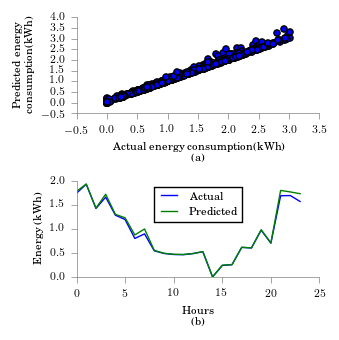 Predicted energy
consumption(kWh)
4.0
3.5
3.0
2.5
2.0
1.5
1.0
0.5
0.0
−0.5
−0.5 0.0 0.5 1.0 1.5 2.0 2.5 3.0 3.5
Actual energy consumption(kWh)
(a)
Energy(kWh)
2.0
1.5
1.0
0.5
0.0
Actual
Predicted
0 5 10 15 20 25
Hours
(b)